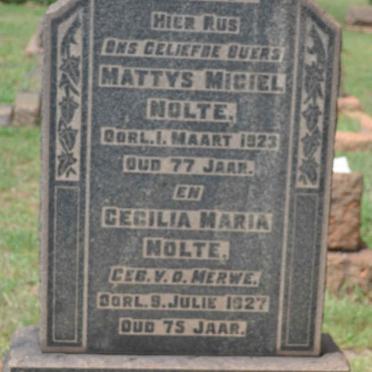 HIER RUS
ONS GELIEFDE OUERS
MATTYS MICIEL
NOLTE,
OORL. 1. MAART 1923
OUD 77 JAAR.
EN
CECILIA MARIA
NOLTE,
GEB. V.D. MERWE.
OORL. 9. JULIE 1927
OUD 75 JAAR.